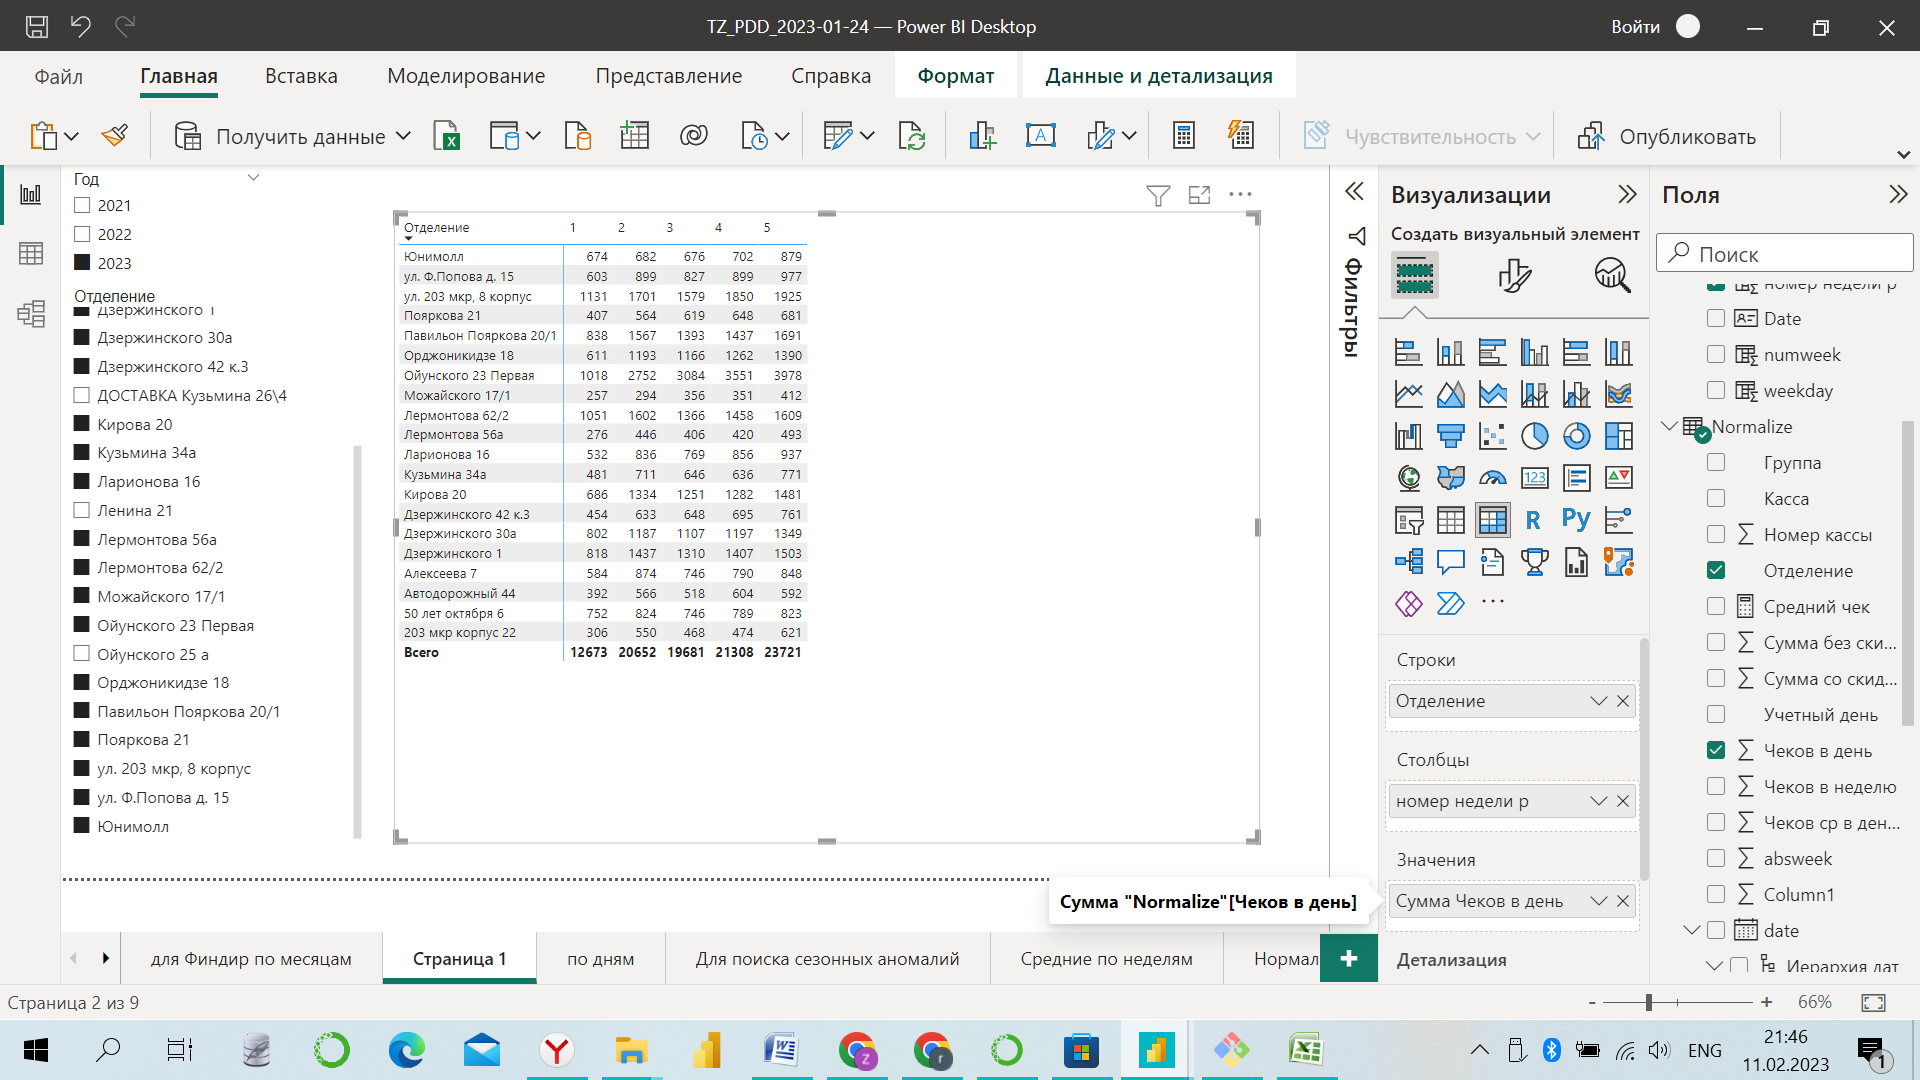 TZ_PDD_2023-01-24 — Power BI Desktop
Войти
Файл
Главная
Вставка
Моделирование
Представление
Справка
Формат
Данные и детализация
Получить данные
Чувствительность
Опубликовать
Год
2021
2022
2023
Отделение
Дзержинского 1
Дзержинского 30а
Дзержинского 42 к.3
ДОСТАВКА Кузьмина 26\4
Кирова 20
Кузьмина 34а
Ларионова 16
Ленина 21
Лермонтова 56а
Лермонтова 62/2
Можайского 17/1
Ойунского 23 Первая
Ойунского 25 а
Орджоникидзе 18
Павильон Пояркова 20/1
Пояркова 21
ул. 203 мкр, 8 корпус
ул. Ф.Попова д. 15
Юнимолл
Отделение 1 2 3 4 5
Юнимолл 674 682 676 702 879
ул. Ф.Попова д. 15 603 899 827 899 977
ул. 203 мкр, 8 корпус 1131 1701 1579 1850 1925
Пояркова 21 407 564 619 648 681
Павильон Пояркова 20/1 838 1567 1393 1437 1691
Орджоникидзе 18 611 1193 1166 1262 1390
Ойунского 23 Первая 1018 2752 3084 3551 3978
Можайского 17/1 257 294 356 351 412
Лермонтова 62/2 1051 1602 1366 1458 1609
Лермонтова 56а 276 446 406 420 493
Ларионова 16 532 836 769 856 937
Кузьмина 34а 481 711 646 636 771
Кирова 20 686 1334 1251 1282 1481
Дзержинского 42 к.3 454 633 648 695 761
Дзержинского 30а 802 1187 1107 1197 1349
Дзержинского 1 818 1437 1310 1407 1503
Алексеева 7 584 874 746 790 848
Автодорожный 44 392 566 518 604 592
50 лет октября 6 752 824 746 789 823
203 мкр корпус 22 306 550 468 474 621
Всего 12673 20652 19681 21308 23721
Фильтры
Визуализации
Создать визуальный элемент
123
R
Py
...
Строки
Отделение
Столбцы
номер недели р
Значения
Сумма Чеков в день
Детализация
Сумма "Normalize"[Чеков в день]
Поля
Поиск
номер недели р
Date
numweek
weekday
Normalize
Группа
Касса
Номер кассы
Отделение
Средний чек
Сумма без ски...
Сумма со скид...
Учетный день
Чеков в день
Чеков в неделю
Чеков ср в ден...
absweek
Column1
date
Иерархия дат
для Финдир по месяцам
Страница 1
по дням
Для поиска сезонных аномалий
Средние по неделям
Нормал
+
Страница 2 из 9
- + 66%
ENG
21:46
11.02.2023
1